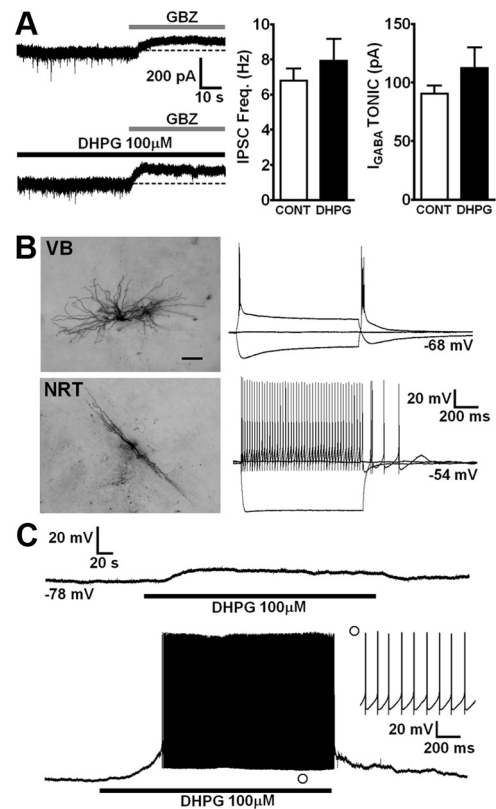 A
GBZ
200 pA
10 s
GBZ
DHPG 100μM
IPSC Freq. (Hz)
10
8
6
4
2
0
CONT DHPG
IGABA TONIC (pA)
150
100
50
0
CONT DHPG
B
VB
-68 mV
NRT
20 mV
200 ms
-54 mV
C
20 mV
20 s
-78 mV
DHPG 100μM
20 mV
200 ms
DHPG 100μM